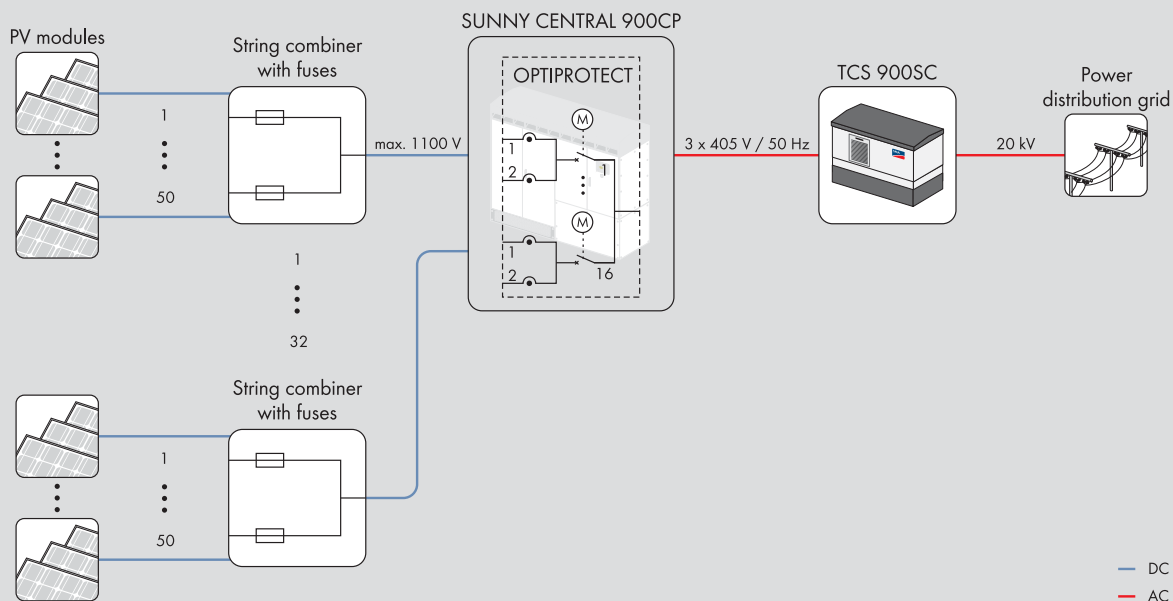 SUNNY CENTRAL 900CP
PV modules
String combiner
with fuses
OPTIPROTECT
TCS 900SC
Power
distribution grid
1
50
max. 1100 V
M
1
2
1
3 x 405 V / 50 Hz
20 kV
M
1
2
16
1
32
String combiner
with fuses
1
50
DC
AC